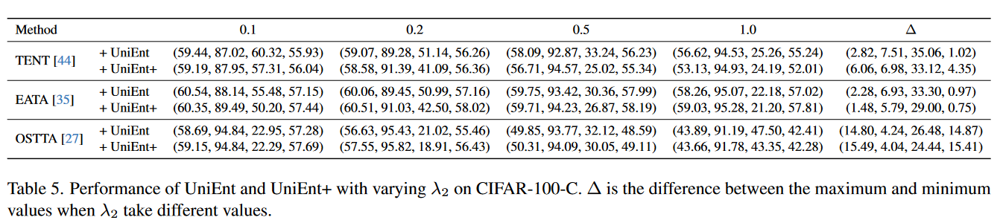 Method 0.1 0.2 0.5 1.0 Δ
TENT [44] + UniEnt (59.44, 87.02, 60.32, 55.93) (59.07, 89.28, 51.14, 56.26) (58.09, 92.87, 33.24, 56.23) (56.62, 94.53, 25.26, 55.24) (2.82, 7.51, 35.06, 1.02)
+ UniEnt+ (59.19, 87.95, 57.31, 56.04) (58.58, 91.39, 41.09, 56.36) (56.71, 94.57, 25.02, 55.34) (53.13, 94.93, 24.19, 52.01) (6.06, 6.98, 33.12, 4.35)
EATA [35] + UniEnt (60.54, 88.14, 55.48, 57.15) (60.06, 89.45, 50.99, 57.16) (59.75, 93.42, 30.36, 57.99) (58.26, 95.07, 22.18, 57.02) (2.28, 6.93, 33.30, 0.97)
+ UniEnt+ (60.35, 89.49, 50.20, 57.44) (60.51, 91.03, 42.50, 58.02) (59.71, 94.23, 26.87, 58.19) (59.03, 95.28, 21.20, 57.81) (1.48, 5.79, 29.00, 0.75)
OSTTA [27] + UniEnt (58.69, 94.84, 22.95, 57.28) (56.63, 95.43, 21.02, 55.46) (49.85, 93.77, 32.12, 48.59) (43.89, 91.19, 47.50, 42.41) (14.80, 4.24, 26.48, 14.87)
+ UniEnt+ (59.15, 94.84, 22.29, 57.69) (57.55, 95.82, 18.91, 56.43) (50.31, 94.09, 30.05, 49.11) (43.66, 91.78, 43.35, 42.28) (15.49, 4.04, 24.44, 15.41)
Table 5. Performance of UniEnt and UniEnt+ with varying λ₂ on CIFAR-100-C. Δ is the difference between the maximum and minimum
values when λ₂ take different values.